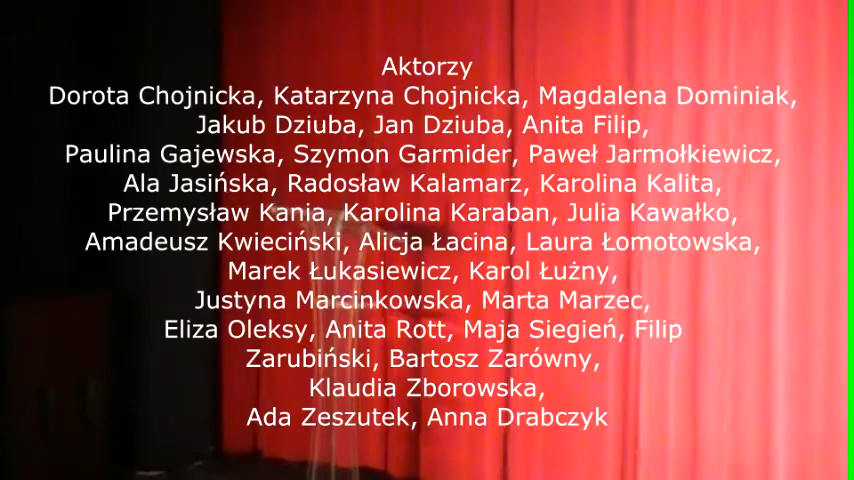 Aktorzy
Dorota Chojnicka, Katarzyna Chojnicka, Magdalena Dominiak,
Jakub Dziuba, Jan Dziuba, Anita Filip,
Paulina Gajewska, Szymon Garmider, Paweł Jarmołkiewicz,
Ala Jasińska, Radosław Kalamarz, Karolina Kalita,
Przemysław Kania, Karolina Karaban, Julia Kawałko,
Amadeusz Kwieciński, Alicja Łacina, Laura Łomotowska,
Marek Łukasiewicz, Karol Łużny,
Justyna Marcinkowska, Marta Marzec,
Eliza Oleksy, Anita Rott, Maja Siegień, Filip
Zarubiński, Bartosz Zarówny,
Klaudia Zborowska,
Ada Zeszutek, Anna Drabczyk